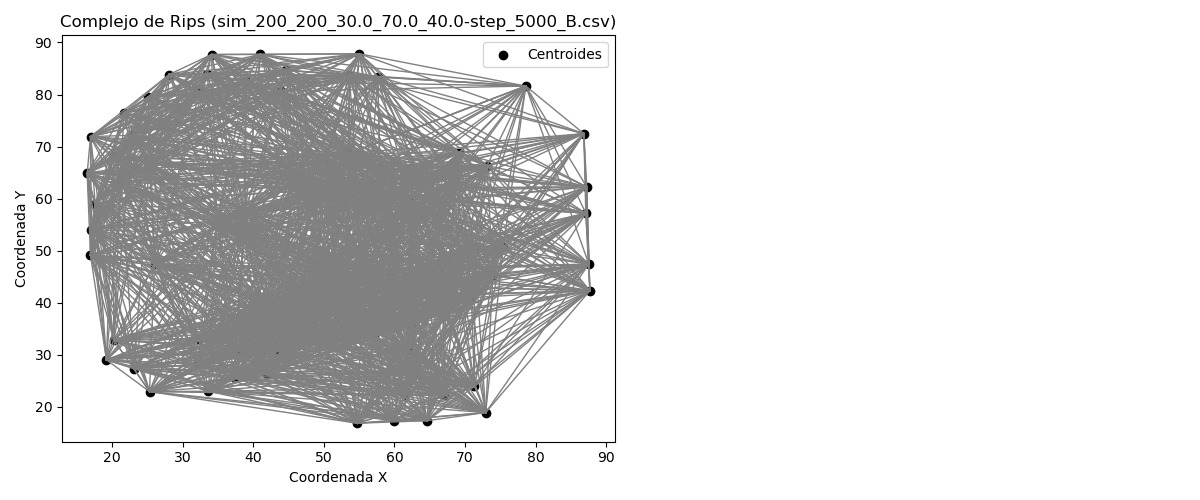 Complejo de Rips (sim_200_200_30.0_70.0_40.0-step_5000_B.csv)
Centroides
90
80
70
60
50
40
30
20
Coordenada Y
20 30 40 50 60 70 80 90
Coordenada X